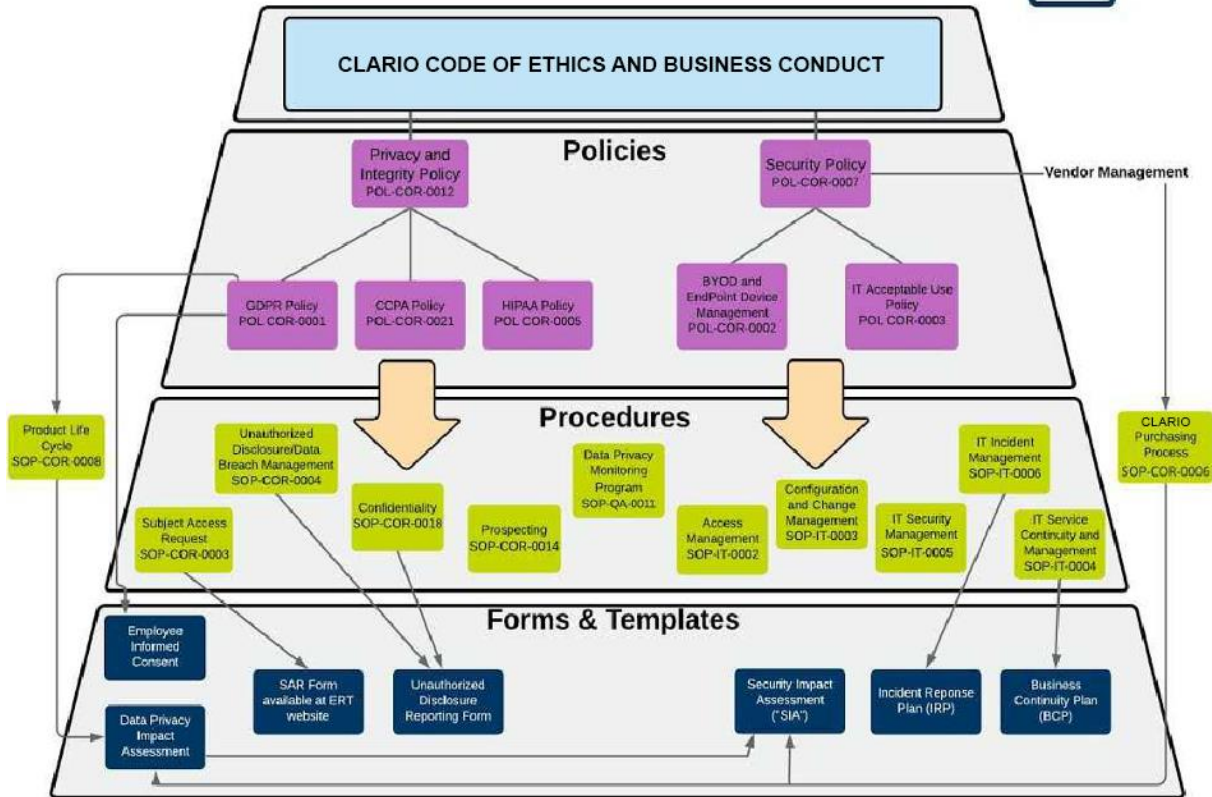 CLARIO CODE OF ETHICS AND BUSINESS CONDUCT
Policies
Privacy and
Integrity Policy
POL-COR-0012
Security Policy
POL-COR-0007
Vendor Management
GDPR Policy
POL COR-0001
CCPA Policy
POL-COR-0021
HIPAA Policy
POL COR-0005
BYOD and
EndPoint Device
Management
POL-COR-0002
IT Acceptable Use
Policy
POL COR-0003
Procedures
Product Life
Cycle
SOP-COR-0008
Unauthorized
Disclosure/Data
Breach Management
SOP-COR-0004
Subject Access
Request
SOP-COR-0003
Confidentiality
SOP-COR-0018
Prospecting
SOP-COR-0014
Data Privacy
Monitoring
Program
SOP-QA-0011
Access
Management
SOP-IT-0002
Configuration
and Change
Management
SOP-IT-0003
IT Security
Management
SOP-IT-0005
IT Incident
Management
SOP-IT-0006
IT Service
Continuity and
Management
SOP-IT-0004
CLARIO
Purchasing
Process
SOP-COR-0006
Forms & Templates
Employee
Informed
Consent
Data Privacy
Impact
Assessment
SAR Form
available at ERT
website
Unauthorized
Disclosure
Reporting Form
Security Impact
Assessment
("SIA")
Incident Reponse
Plan (IRP)
Business
Continuity Plan
(BCP)